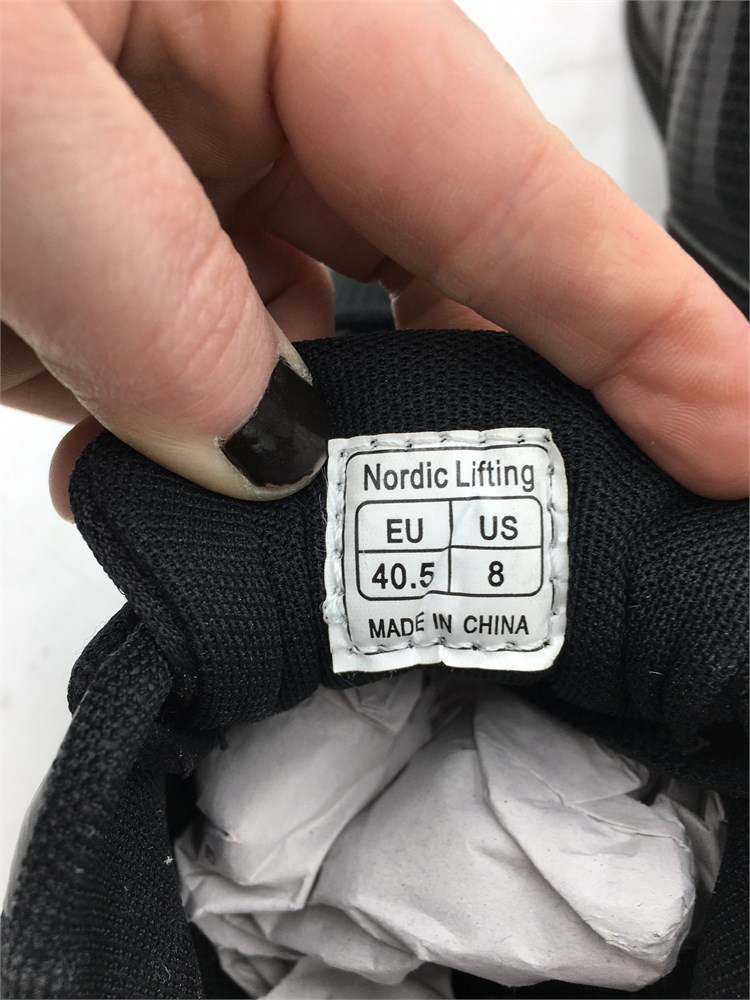 Nordic Lifting
EU US
40.5 8
MADE IN CHINA